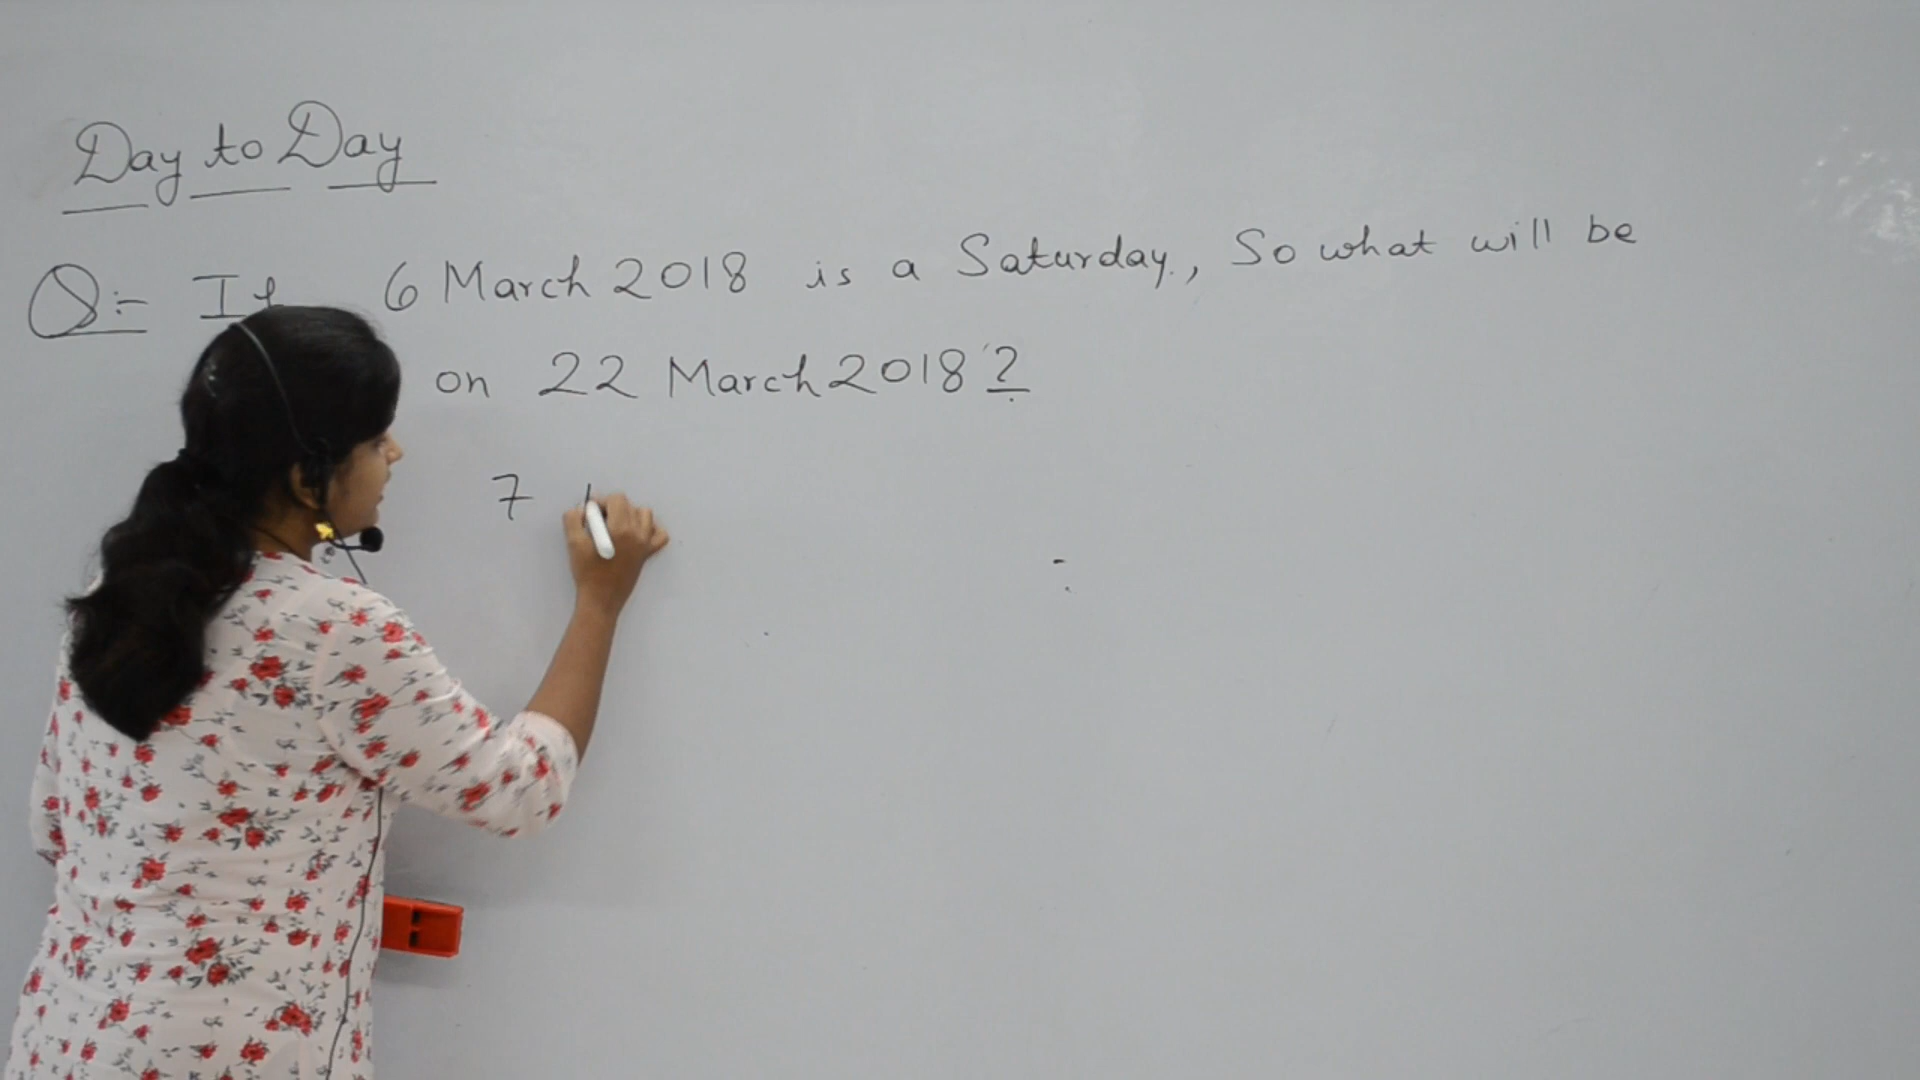 Day to Day
Q:- If 6 March 2018 is a Saturday, So what will be
on 22 March 2018?
7